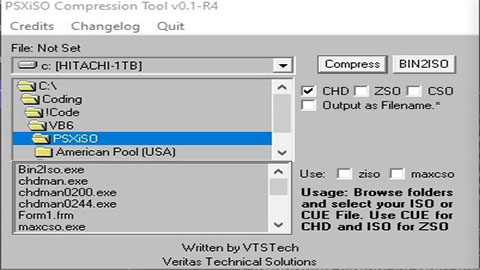 PSXiSO Compression Tool v0.1-R4
Credits Changelog Quit
File: Not Set
c: [HITACHI-1TB]
Compress BIN2ISO
C:\
Coding
!Code
VB6
PSXiSO
American Pool (USA)
CHD ZSO CSO
Output as Filename.*
Bin2Iso.exe
chdman.exe
chdman0200.exe
chdman0244.exe
Form1.frm
maxcso.exe
Use: ziso maxcso
Usage: Browse folders
and select your ISO or
CUE File. Use CUE for
CHD and ISO for ZSO
Written by VTSTech
Veritas Technical Solutions